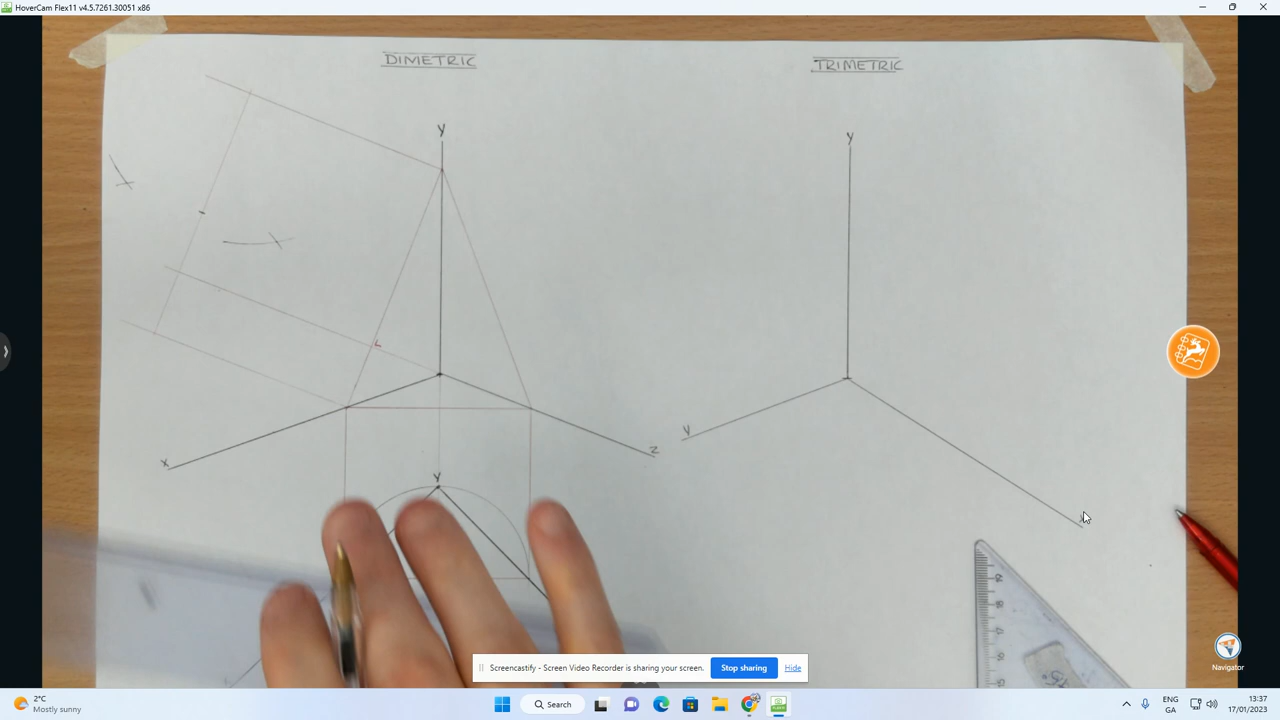 HoverCam Flex11 v4.5.7261.30051 x86
DIMETRIC
TRIMETRIC
y
y
x
z
y
y
Navigator
Screencastify - Screen Video Recorder is sharing your screen.
Stop sharing
Hide
2°C
Mostly sunny
Search
ENG
GA
13:37
17/01/2023